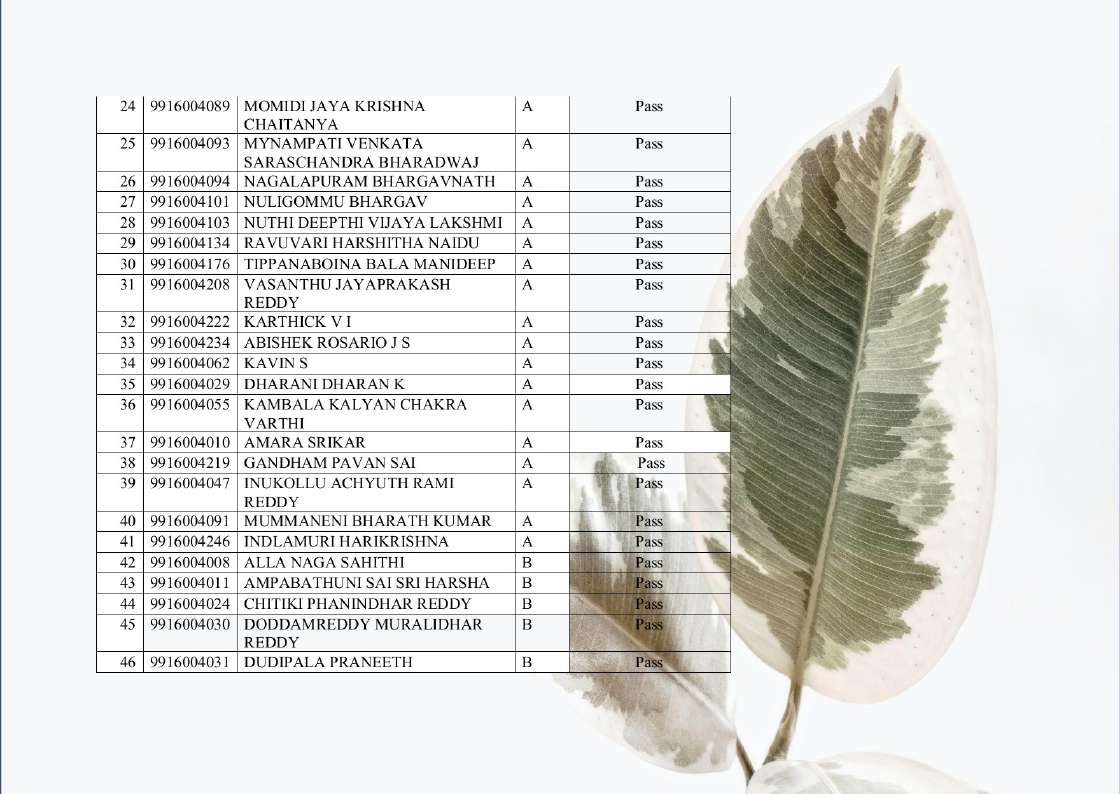 24 9916004089 MOMIDI JAYA KRISHNA A Pass
CHAITANYA
25 9916004093 MYNAMPATI VENKATA A Pass
SARASCHANDRA BHARADWAJ
26 9916004094 NAGALAPURAM BHARGAVNATH A Pass
27 9916004101 NULIGOMMU BHARGAV A Pass
28 9916004103 NUTHI DEEPTHI VIJAYA LAKSHMI A Pass
29 9916004134 RAVUVARI HARSHITHA NAIDU A Pass
30 9916004176 TIPPANABOINA BALA MANIDEEP A Pass
31 9916004208 VASANTHU JAYAPRAKASH A Pass
REDDY
32 9916004222 KARTHICK V I A Pass
33 9916004234 ABISHEK ROSARIO J S A Pass
34 9916004062 KAVIN S A Pass
35 9916004029 DHARANI DHARAN K A Pass
36 9916004055 KAMBALA KALYAN CHAKRA A Pass
VARTHI
37 9916004010 AMARA SRIKAR A Pass
38 9916004219 GANDHAM PAVAN SAI A Pass
39 9916004047 INUKOLLU ACHYUTH RAMI A Pass
REDDY
40 9916004091 MUMMANENI BHARATH KUMAR A Pass
41 9916004246 INDLAMURI HARIKRISHNA A Pass
42 9916004008 ALLA NAGA SAHITHI B Pass
43 9916004011 AMPABATHUNI SAI SRI HARSHA B Pass
44 9916004024 CHITIKI PHANINDHAR REDDY B Pass
45 9916004030 DODDAMREDDY MURALIDHAR B Pass
REDDY
46 9916004031 DUDIPALA PRANEETH B Pass